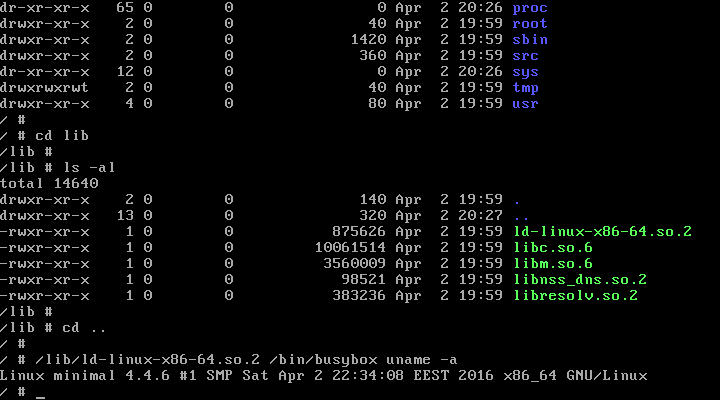 dr-xr-xr-x   65 0        0               0 Apr  2 20:26 proc
drwxr-xr-x    2 0        0              40 Apr  2 19:59 root
drwxr-xr-x    2 0        0            1420 Apr  2 19:59 sbin
drwxr-xr-x    2 0        0             360 Apr  2 19:59 src
dr-xr-xr-x   12 0        0               0 Apr  2 20:26 sys
drwxrwxrwt    2 0        0              40 Apr  2 19:59 tmp
drwxr-xr-x    4 0        0              80 Apr  2 19:59 usr
/ #
/ # cd lib
/lib #
/lib # ls -al
total 14640
drwxr-xr-x    2 0        0             140 Apr  2 19:59 .
drwxr-xr-x   13 0        0             320 Apr  2 20:27 ..
-rwxr-xr-x    1 0        0          875626 Apr  2 19:59 ld-linux-x86-64.so.2
-rwxr-xr-x    1 0        0        10061514 Apr  2 19:59 libc.so.6
-rwxr-xr-x    1 0        0         3560009 Apr  2 19:59 libm.so.6
-rwxr-xr-x    1 0        0           98521 Apr  2 19:59 libnss_dns.so.2
-rwxr-xr-x    1 0        0          383236 Apr  2 19:59 libresolv.so.2
/lib #
/lib # cd ..
/ #
/ # /lib/ld-linux-x86-64.so.2 /bin/busybox uname -a
Linux minimal 4.4.6 #1 SMP Sat Apr 2 22:34:08 EEST 2016 x86_64 GNU/Linux
/ # _